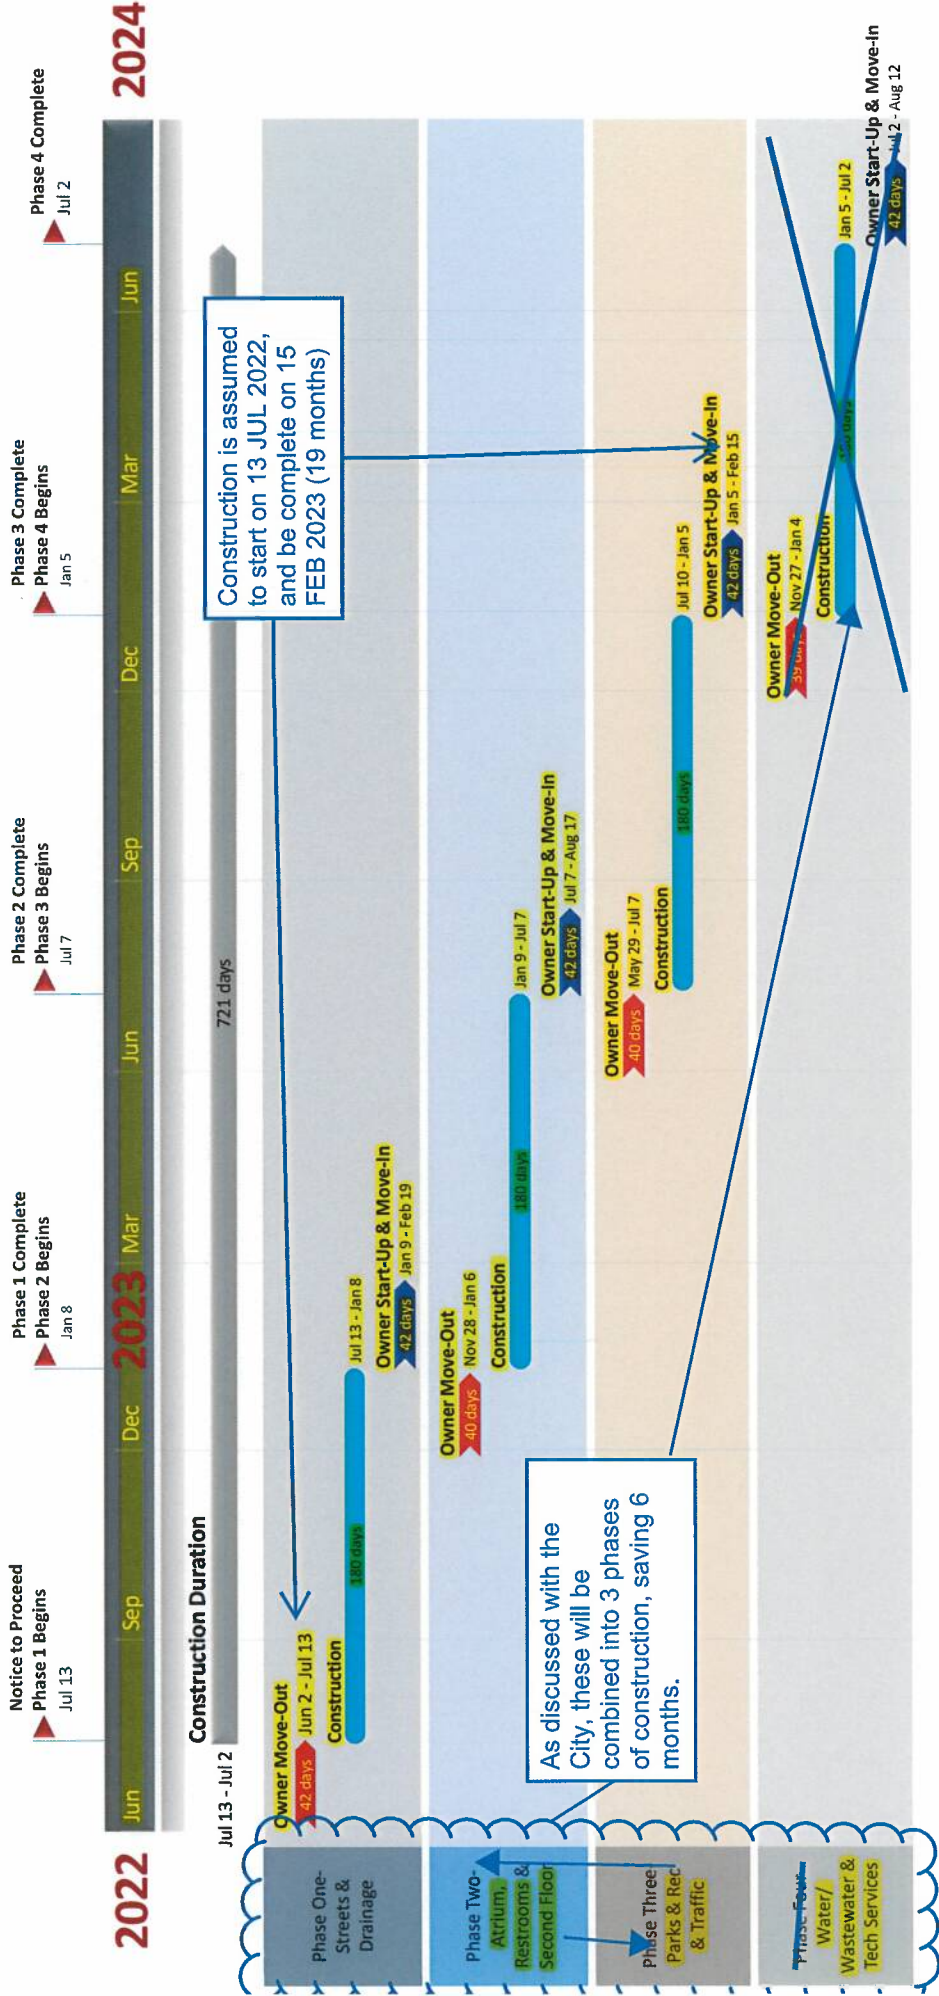 Notice to Proceed
Phase 1 Begins
Jul 13
Phase 1 Complete
Phase 2 Begins
Jan 8
Phase 2 Complete
Phase 3 Begins
Jul 7
Phase 3 Complete
Phase 4 Begins
Jan 5
Phase 4 Complete
Jul 2
2022
Jun
Sep
Dec
2023
Mar
Jun
Sep
Dec
Mar
Jun
2024
Construction Duration
Jul 13 - Jul 2
721 days
Construction is assumed
to start on 13 JUL 2022,
and be complete on 15
FEB 2023 (19 months)
Phase One-
Streets &
Drainage
Owner Move-Out
42 days
Jun 2 - Jul 13
Construction
180 days
Jul 13 - Jan 8
Owner Start-Up & Move-In
42 days
Jan 9 - Feb 19
Phase Two-
Atrium,
Restrooms &
Second Floor
Owner Move-Out
40 days
Nov 28 - Jan 6
Construction
180 days
Jan 9 - Jul 7
Owner Start-Up & Move-In
42 days
Jul 7 - Aug 17
As discussed with the
City, these will be
combined into 3 phases
of construction, saving 6
months.
Phase Three-
Parks & Rec
& Traffic
Owner Move-Out
40 days
May 29 - Jul 7
Construction
180 days
Jul 10 - Jan 5
Owner Start-Up & Move-In
42 days
Jan 5 - Feb 15
Phase Four-
Water/
Wastewater &
Tech Services
Owner Move-Out
39 days
Nov 27 - Jan 4
Construction
180 days
Jan 5 - Jul 2
Owner Start-Up & Move-In
42 days
Jul 2 - Aug 12